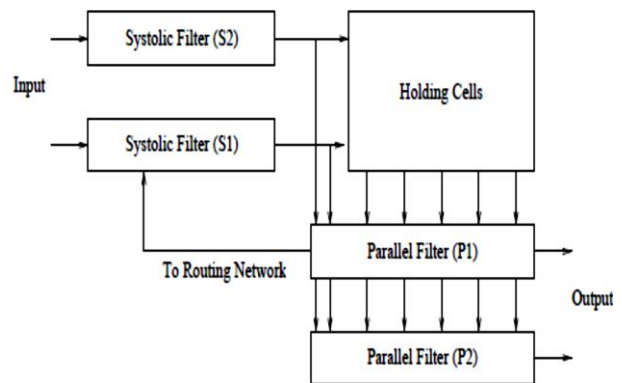 Systolic Filter (S2)
Holding Cells
Input
Systolic Filter (S1)
Parallel Filter (P1)
To Routing Network
Output
Parallel Filter (P2)